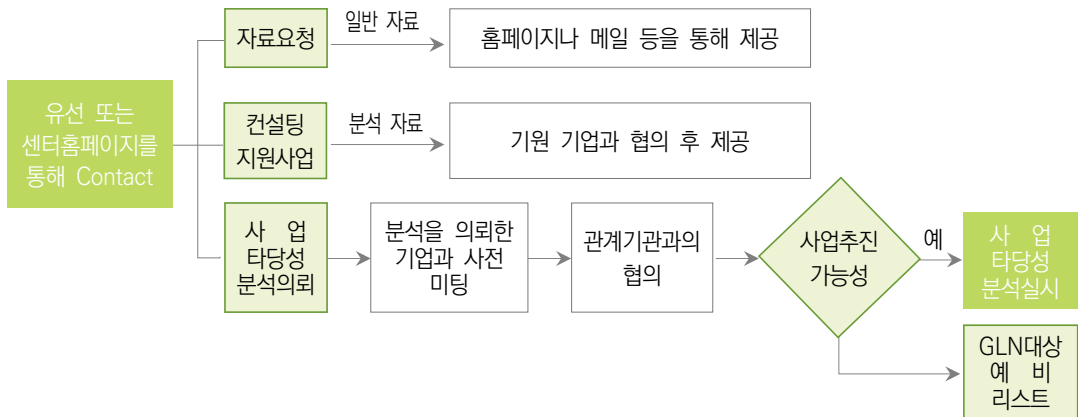 유선 또는
센터홈페이지를
통해 Contact
자료요청
일반 자료
홈페이지나 메일 등을 통해 제공
컨설팅
지원사업
분석 자료
기원 기업과 협의 후 제공
사 업
타당성
분석의뢰
분석을 의뢰한
기업과 사전
미팅
관계기관과의
협의
사업추진
가능성
예
사 업
타당성
분석실시
GLN대상
예 비
리스트